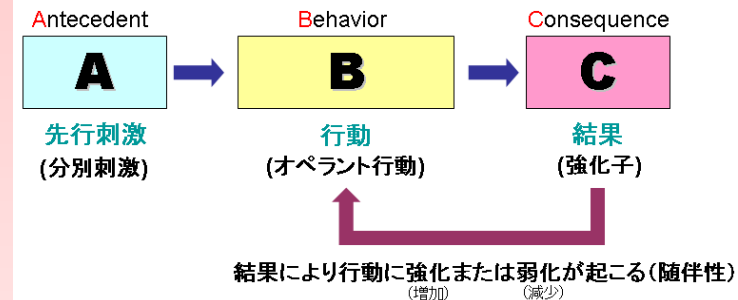 Antecedent
Behavior
Consequence
A
B
C
先行刺激
行動
結果
(分別刺激)
(オペラント行動)
(強化子)
結果により行動に強化または弱化が起こる(随伴性)
(増加)
(減少)